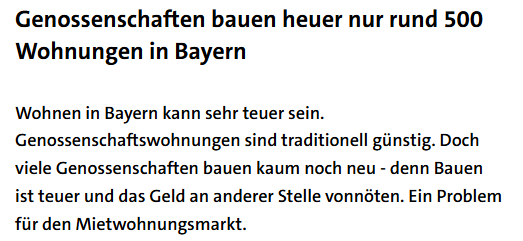 Genossenschaften bauen heuer nur rund 500
Wohnungen in Bayern
Wohnen in Bayern kann sehr teuer sein.
Genossenschaftswohnungen sind traditionell günstig. Doch
viele Genossenschaften bauen kaum noch neu - denn Bauen
ist teuer und das Geld an anderer Stelle vonnöten. Ein Problem
für den Mietwohnungsmarkt.